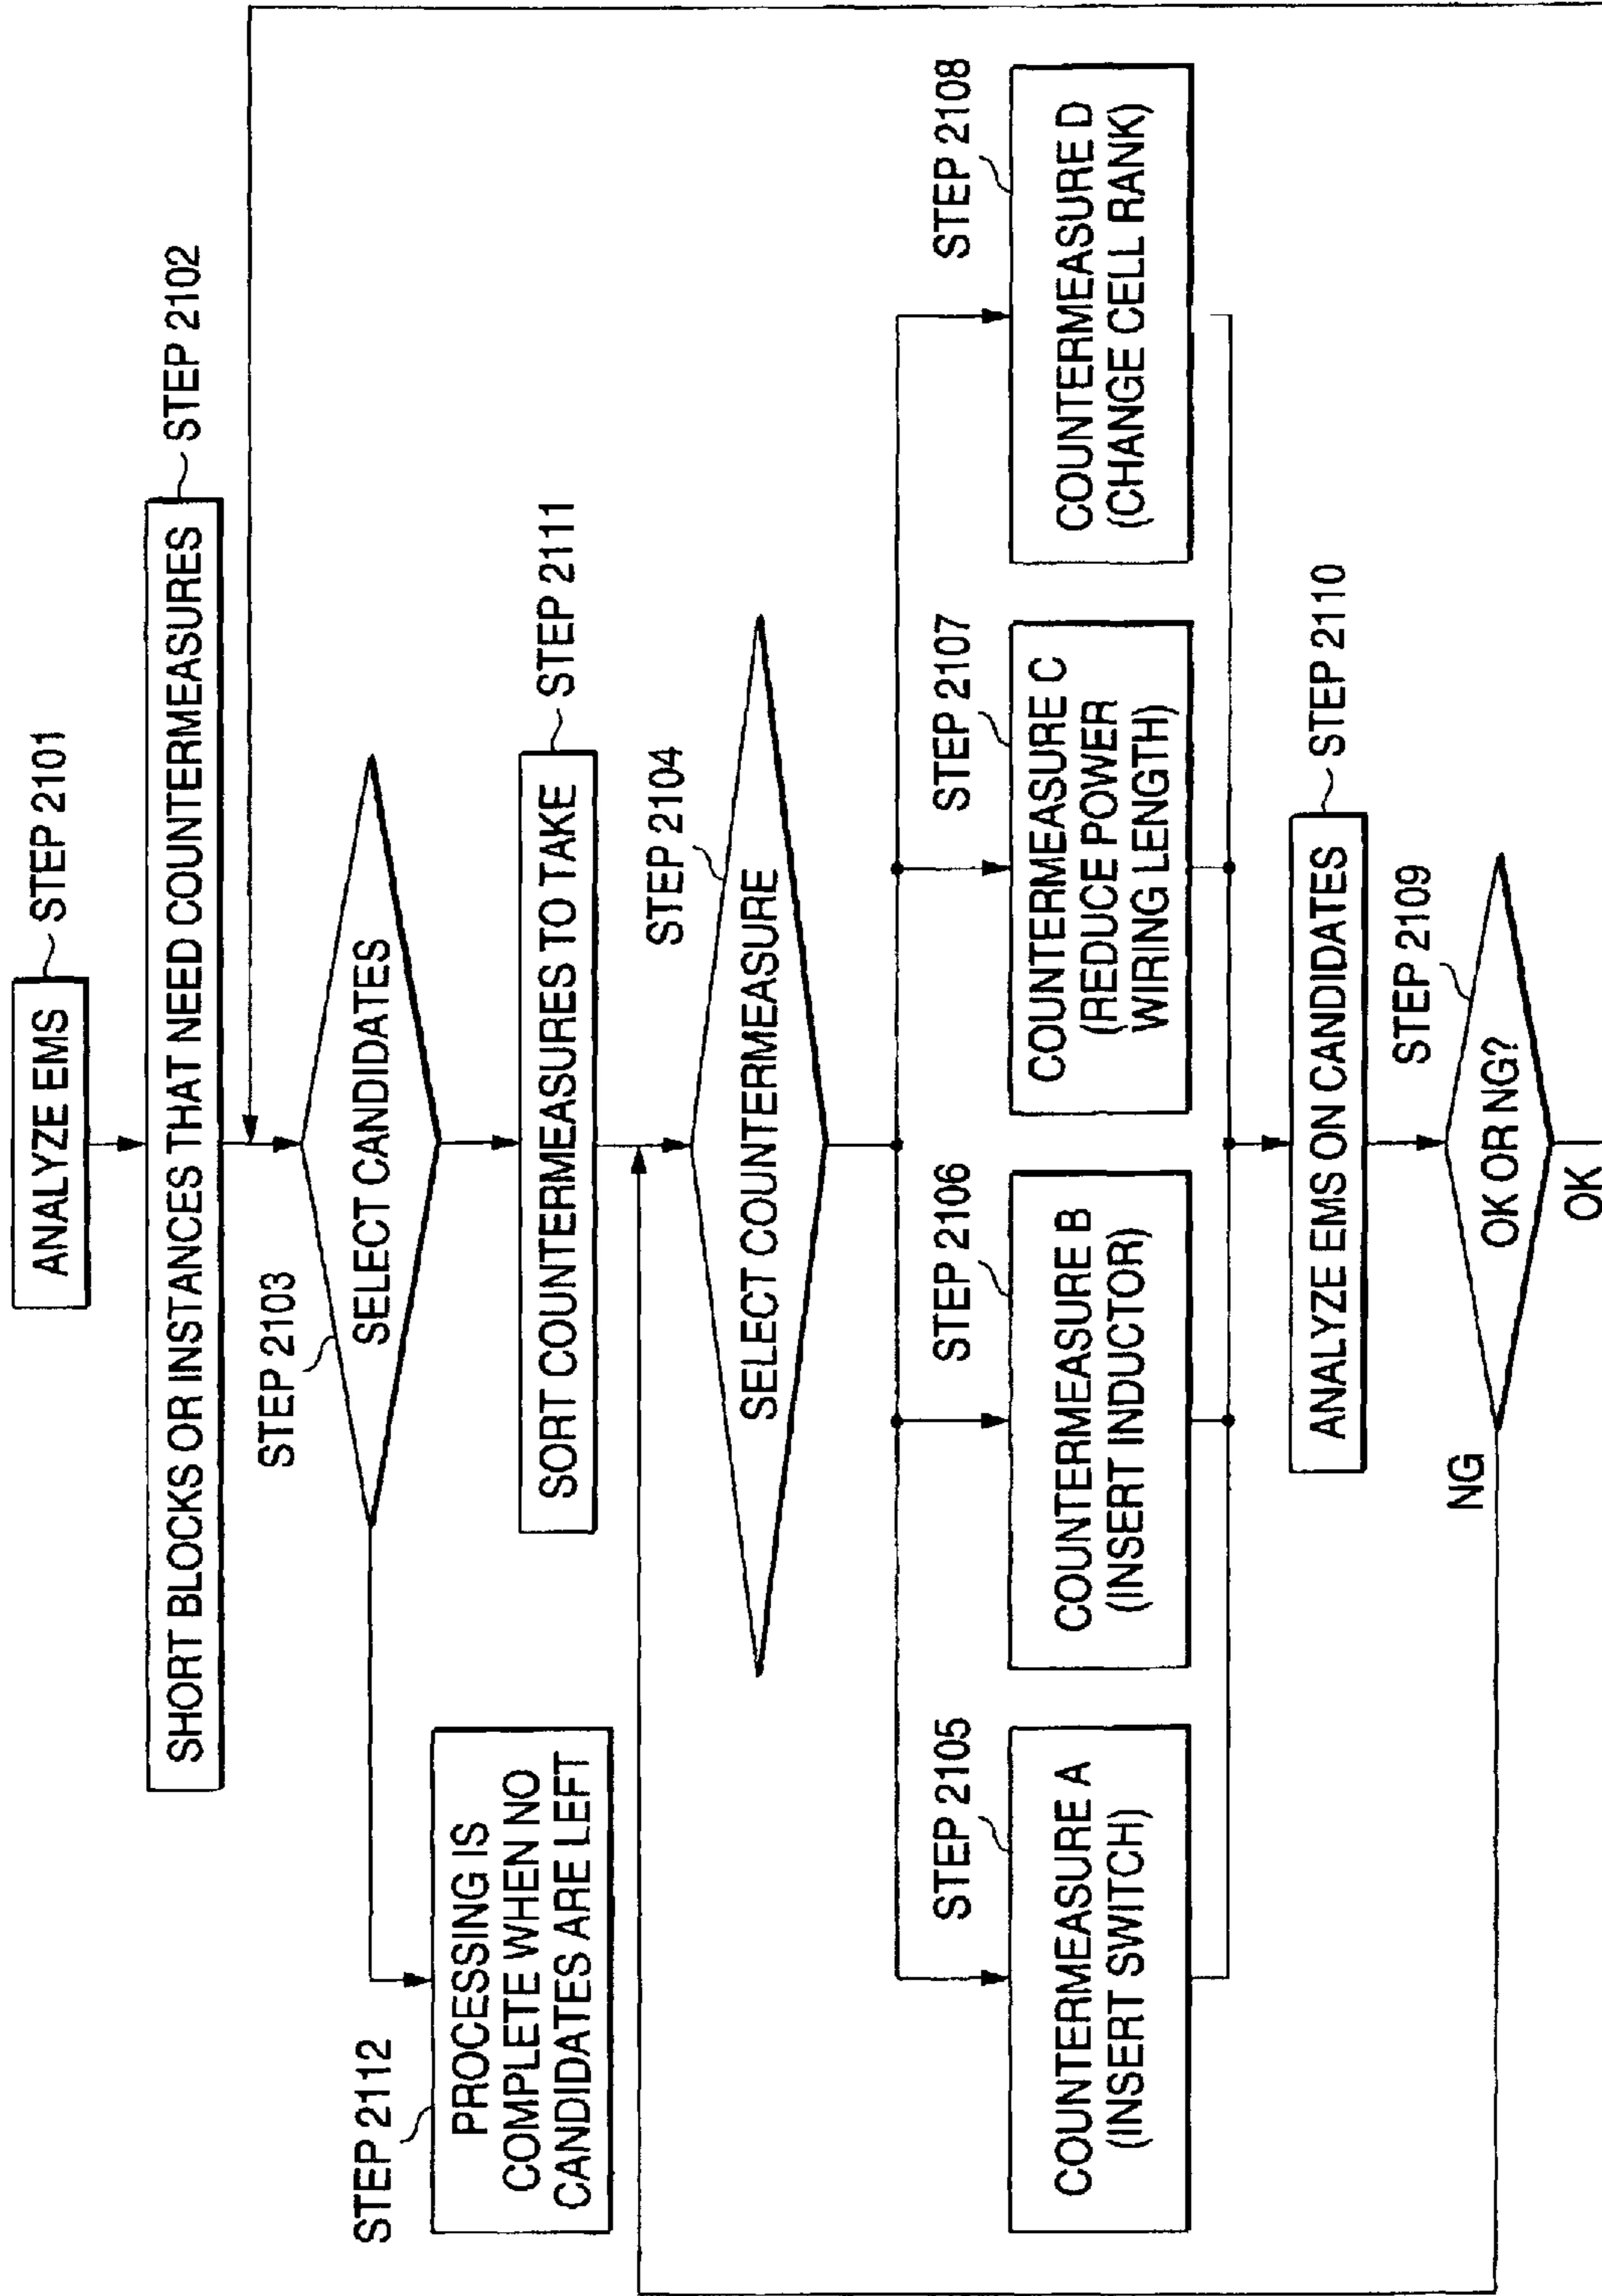 ANALYZE EMS
STEP 2101
SHORT BLOCKS OR INSTANCES THAT NEED COUNTERMEASURES
STEP 2102
STEP 2103
SELECT CANDIDATES
STEP 2112
PROCESSING IS
COMPLETE WHEN NO
CANDIDATES ARE LEFT
SORT COUNTERMEASURES TO TAKE
STEP 2111
STEP 2104
SELECT COUNTERMEASURE
STEP 2105
COUNTERMEASURE A
(INSERT SWITCH)
STEP 2106
COUNTERMEASURE B
(INSERT INDUCTOR)
STEP 2107
COUNTERMEASURE C
(REDUCE POWER
WIRING LENGTH)
STEP 2108
COUNTERMEASURE D
(CHANGE CELL RANK)
ANALYZE EMS ON CANDIDATES
STEP 2110
STEP 2109
OK OR NG?
NG
OK